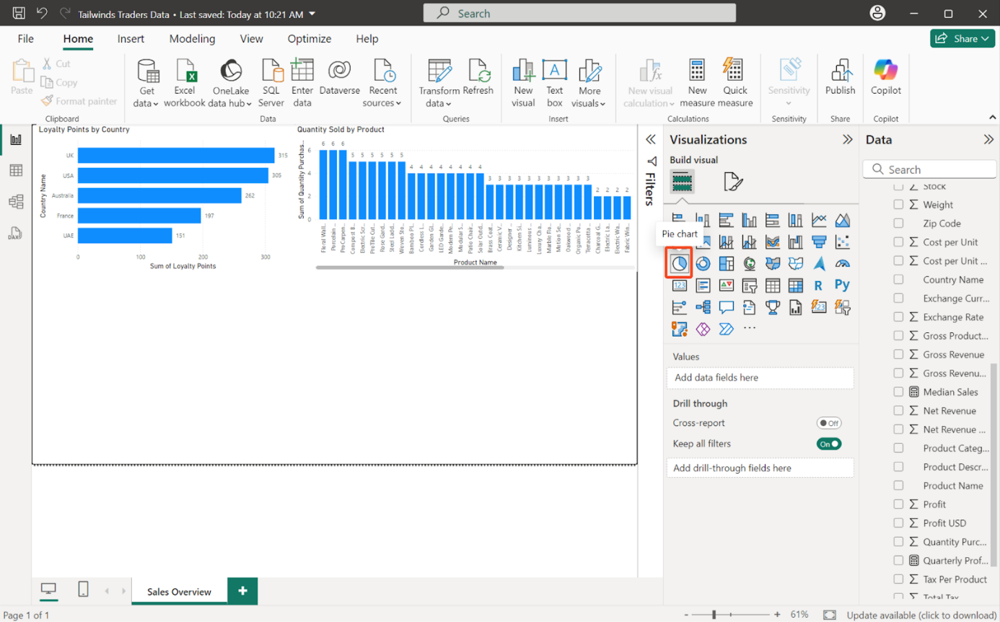 Tailwinds Traders Data • Last saved: Today at 10:21 AM
Search
File Home Insert Modeling View Optimize Help
Share
Paste
Cut
Copy
Format painter
Clipboard
Get data
Excel workbook
OneLake data hub
SQL Server
Enter data
Dataverse
Recent sources
Data
Transform data
Refresh
Queries
New visual
Text box
More visuals
Insert
New visual calculation
New measure
Quick measure
Calculations
Sensitivity
Sensitivity
Publish
Share
Copilot
Copilot
Loyalty Points by Country
Country Name
UK 315
USA 305
Australia 262
France 197
UAE 151
0 100 200 300
Sum of Loyalty Points
Quantity Sold by Product
Sum of Quantity Purchas...
6
4
2
0
6 6 6 5 5 5 5 5 5 4 4 4 4 4 4 4 4 3 3 3 3 3 3 3 3 3 3 3 2 2 2 2
Floral Wall...
Porcelain ...
ProCarpen...
Compost B...
Electric Scr...
ProTile Cut...
Rose Gard...
Steel Ladd...
Woven Sto...
Bamboo Pl...
Cordless I...
Garden Gl...
LED Garde...
Modern Pe...
Modular S...
Patio Chair...
Solar Outd...
Brass Coat...
Ceramic V...
Designer ...
Kitchen Si...
Luminous r...
Luxury Cha...
Marble Flo...
Motion Se...
Oakwood ...
Organic Po...
Terracotta ...
Charcoal G...
Electric La...
Electric Wa...
Fabric Win...
Product Name
Filters
Visualizations
Build visual
Pie chart
123
R
Py
123
...
Values
Add data fields here
Drill through
Cross-report
Off
Keep all filters
On
Add drill-through fields here
Data
Search
Stock
Weight
Zip Code
Cost per Unit
Cost per Unit ...
Country Name
Exchange Curr...
Exchange Rate
Gross Product...
Gross Revenue
Gross Revenu...
Median Sales
Net Revenue
Net Revenue ...
Product Categ...
Product Descr...
Product Name
Profit
Profit USD
Quantity Purc...
Quarterly Prof...
Tax Per Product
Total Tax
DAX
Sales Overview
+
Page 1 of 1
- + 61%
Update available (click to download)